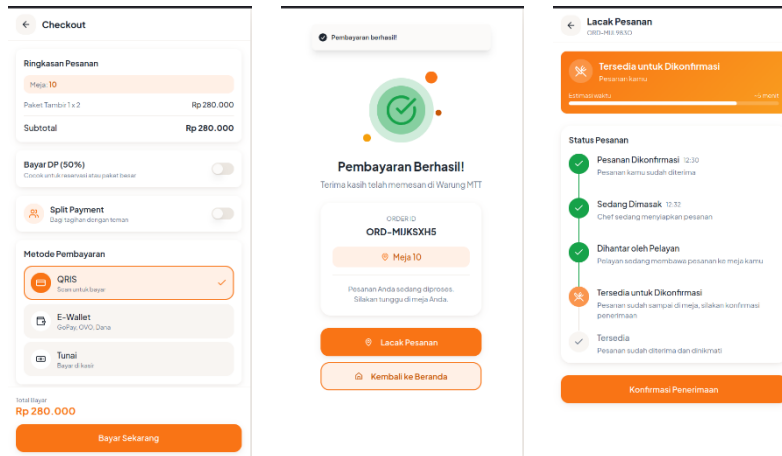 Checkout
Ringkasan Pesanan
Meja: 10
Paket Tambir 1 x 2 Rp 280.000
Subtotal Rp 280.000
Bayar DP (50%)
Cocok untuk reservasi atau paket besar
Split Payment
Bagi tagihan dengan teman
Metode Pembayaran
QRIS
Scan untuk bayar
E-Wallet
GoPay, OVO, Dana
Tunai
Bayar di kasir
Total Bayar
Rp 280.000
Bayar Sekarang
Pembayaran berhasil!
Pembayaran Berhasil!
Terima kasih telah memesan di Warung MTT
ORDER ID
ORD-MIJKSXH5
Meja 10
Pesanan Anda sedang diproses.
Silakan tunggu di meja Anda.
Lacak Pesanan
Kembali ke Beranda
Lacak Pesanan
Tersedia untuk Dikonfirmasi
Pesanan kamu
Estimasi waktu ~5 menit
Status Pesanan
Pesanan Dikonfirmasi 12:30
Pesanan kamu sudah diterima
Sedang Dimasak 12:32
Chef sedang menyiapkan pesanan
Dihantar oleh Pelayan
Pelayan sedang membawa pesanan ke meja kamu
Tersedia untuk Dikonfirmasi
Pesanan sudah sampai di meja, silakan konfirmasi
penerimaan
Tersedia
Pesanan sudah diterima dan dinikmati
Konfirmasi Penerimaan